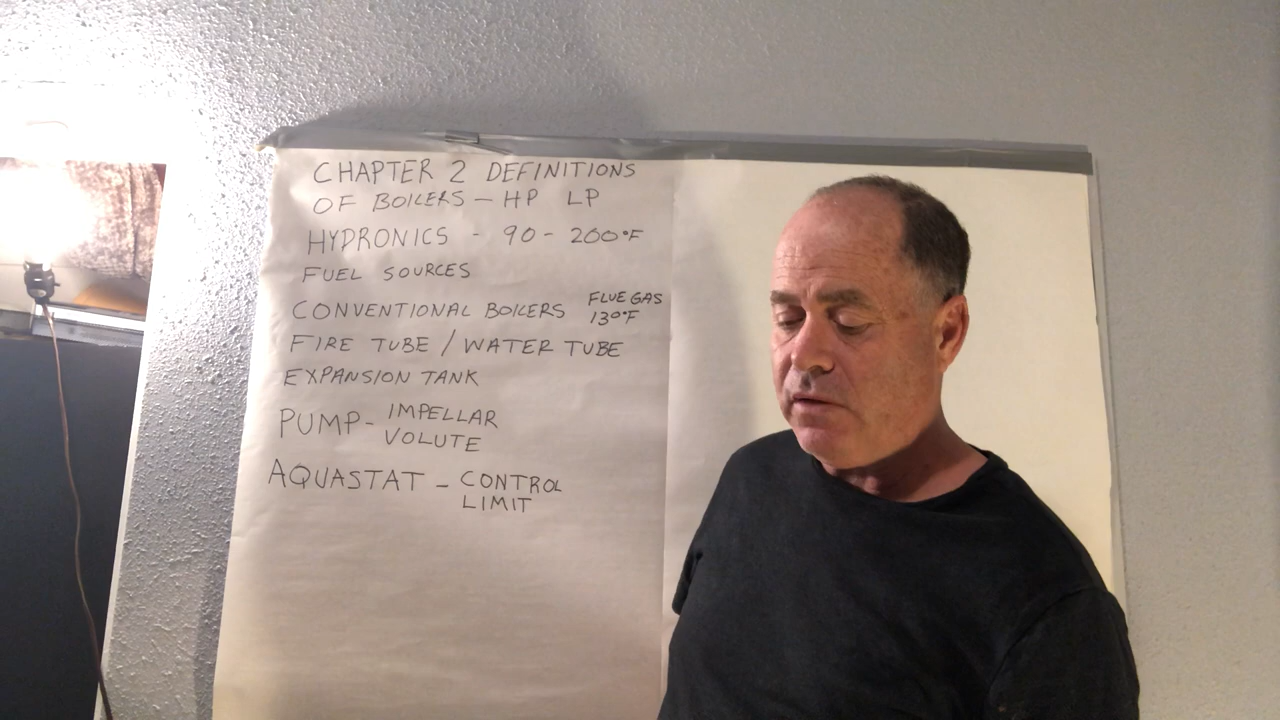 CHAPTER 2 DEFINITIONS
OF BOILERS - HP LP
HYDRONICS - 90 - 200°F
FUEL SOURCES
CONVENTIONAL BOILERS FLUE GAS
130°F
FIRE TUBE / WATER TUBE
EXPANSION TANK
PUMP - IMPELLAR
VOLUTE
AQUASTAT - CONTROL
LIMIT